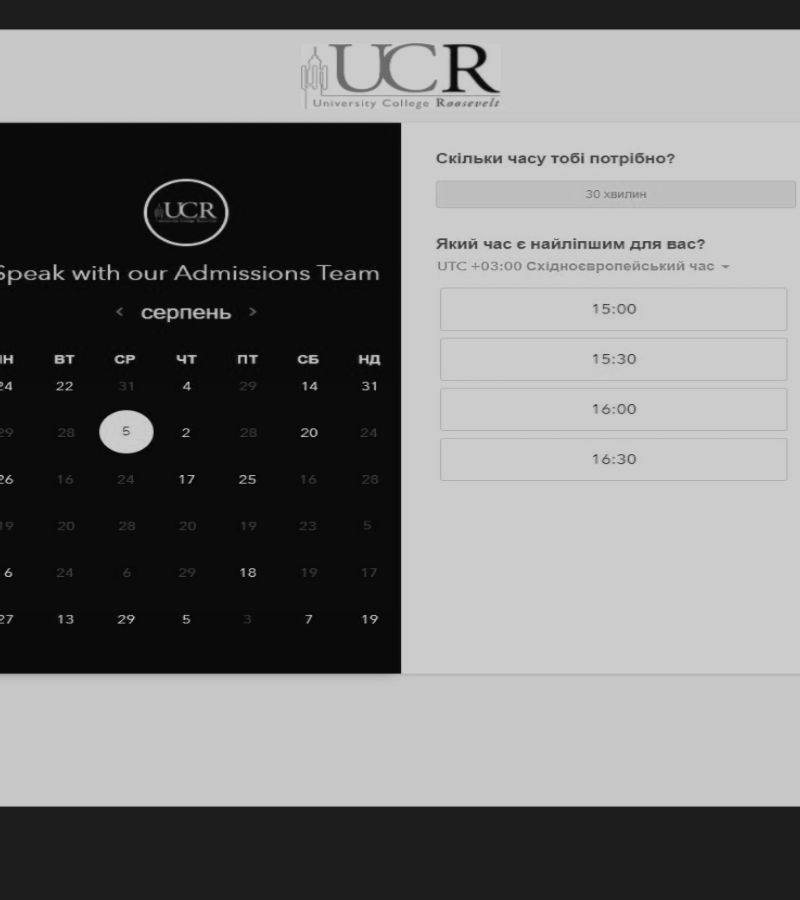 UCR
University College Roosevelt
UCR
Speak with our Admissions Team
< серпень >
ПН ВТ СР ЧТ ПТ СБ НД
24 22 31 4 29 14 31
29 28 5 2 28 20 24
26 16 24 17 25 16 28
19 20 28 20 19 23 5
6 24 6 29 18 19 17
27 13 29 5 3 7 19
Скільки часу тобі потрібно?
30 хвилин
Який час є найліпшим для вас?
UTC +03:00 Східноєвропейський час
15:00
15:30
16:00
16:30